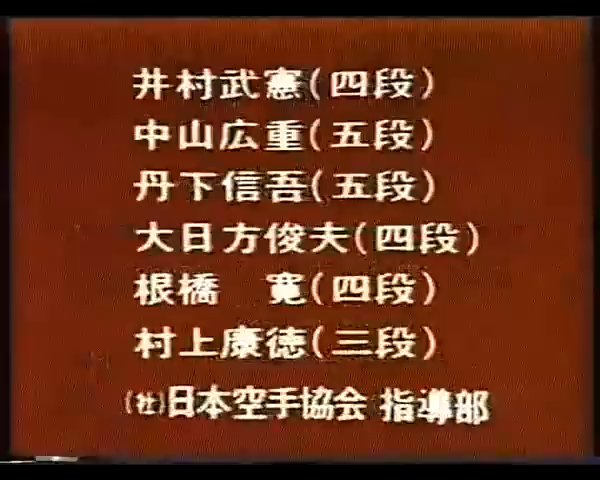 井村武憲(四段)
中山広重(五段)
丹下信吾(五段)
大日方俊夫(四段)
根橋　寛(四段)
村上康徳(三段)
(社)日本空手協会 指導部